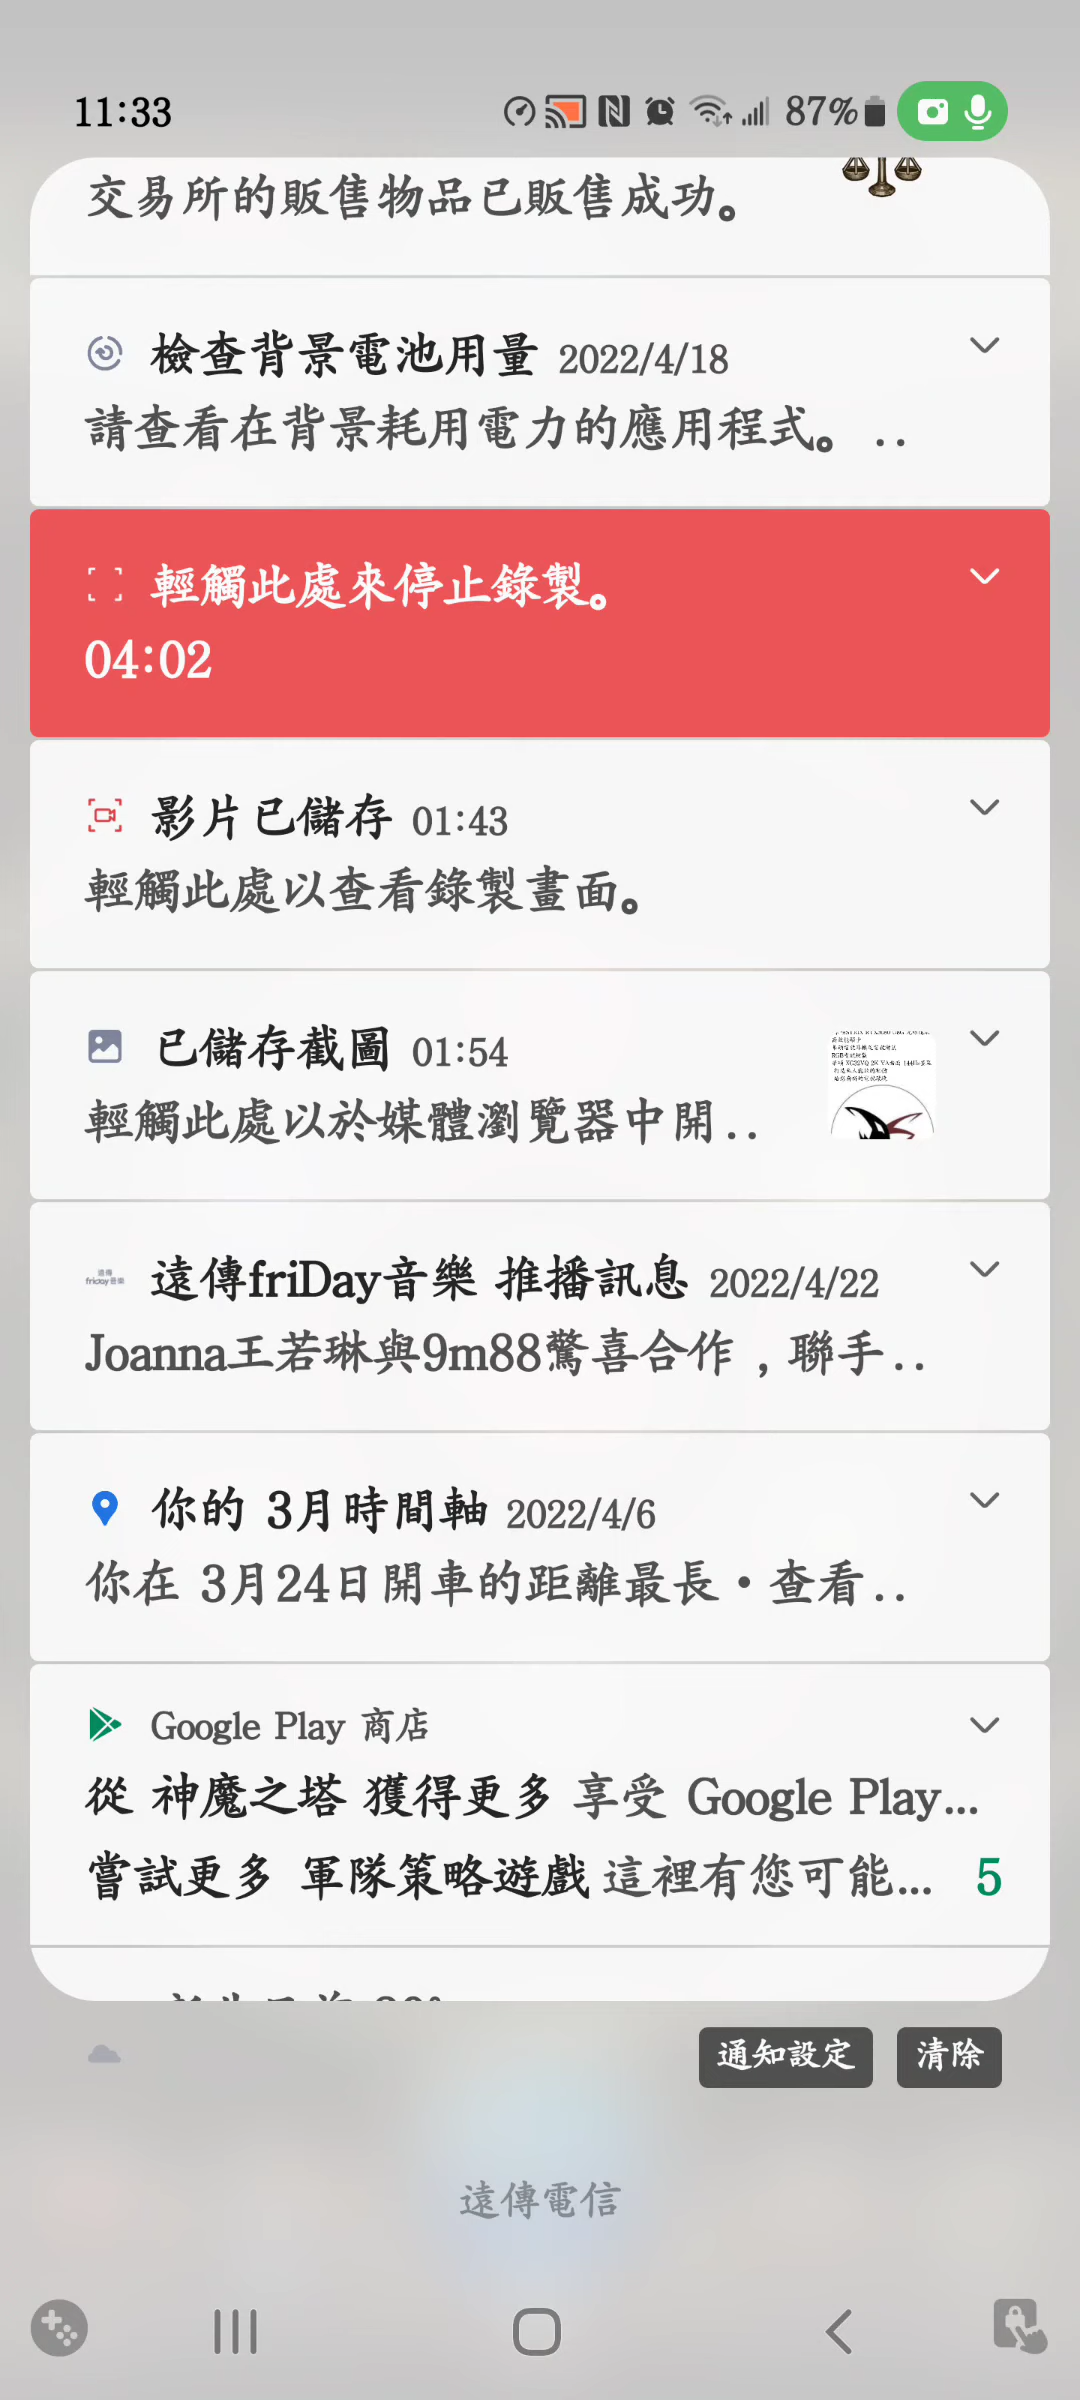 11:33 87%
交易所的販售物品已販售成功。
檢查背景電池用量 2022/4/18
請查看在背景耗用電力的應用程式。 ..
輕觸此處來停止錄製。
04:02
影片已儲存 01:43
輕觸此處以查看錄製畫面。
已儲存截圖 01:54
輕觸此處以於媒體瀏覽器中開..
遠傳friDay音樂 推播訊息 2022/4/22
Joanna王若琳與9m88驚喜合作，聯手..
你的 3月時間軸 2022/4/6
你在 3月24日開車的距離最長•查看..
Google Play 商店
從 神魔之塔 獲得更多 享受 Google Play...
嘗試更多 軍隊策略遊戲 這裡有您可能... 5
通知設定 清除
遠傳電信